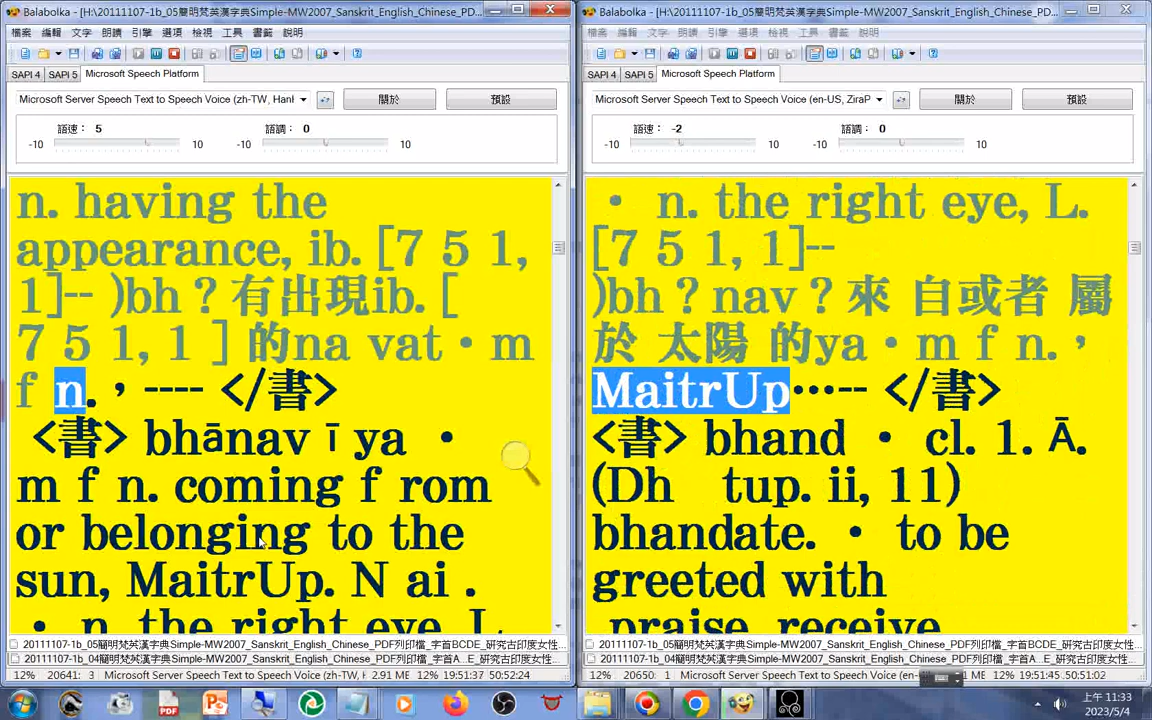 Balabolka - [H:\20111107-1b_05簡明梵英漢字典Simple-MW2007_Sanskrit_English_Chinese_PD...
檔案 編輯 文字 朗讀 引擎 選項 檢視 工具 書籤 說明
SAPI 4 SAPI 5 Microsoft Speech Platform
Microsoft Server Speech Text to Speech Voice (zh-TW, Hanl 關於 預設
語速： 5 語調： 0
-10 10 -10 10
n. having the
appearance, ib. [7 5 1,
1]-- )bh？有出現ib. [
7 5 1, 1 ] 的na vat • m
f n.，---- </書>
<書> bhānav ī ya •
m f n. coming f rom
or belonging to the
sun, MaitrUp. N ai .
• n. the right eye, L
20111107-1b_05簡明梵英漢字典Simple-MW2007_Sanskrit_English_Chinese_PDF列印檔_字首BCDE_研究古印度女性...
20111107-1b_04簡明梵英漢字典Simple-MW2007_Sanskrit_English_Chinese_PDF列印檔_字首A...E_研究古印度女性...
12% 20641: 3 Microsoft Server Speech Text to Speech Voice (zh-TW, H 2.91 ME 12% 19:51:37 50:52:24
Balabolka - [H:\20111107-1b_05簡明梵英漢字典Simple-MW2007_Sanskrit_English_Chinese_PD...
檔案 編輯 文字 朗讀 引擎 選項 檢視 工具 書籤 說明
SAPI 4 SAPI 5 Microsoft Speech Platform
Microsoft Server Speech Text to Speech Voice (en-US, ZiraP 關於 預設
語速： -2 語調： 0
-10 10 -10 10
• n. the right eye, L.
[7 5 1, 1]--
)bh？nav？來 自或者 屬
於 太陽 的ya • m f n.，
MaitrUp…-- </書>
<書> bhand • cl. 1. Ā.
(Dh tup. ii, 11)
bhandate. • to be
greeted with
praise, receive
20111107-1b_05簡明梵英漢字典Simple-MW2007_Sanskrit_English_Chinese_PDF列印檔_字首BCDE_研究古印度女性...
20111107-1b_04簡明梵英漢字典Simple-MW2007_Sanskrit_English_Chinese_PDF列印檔_字首A...E_研究古印度女性...
12% 20650: 1 Microsoft Server Speech Text to Speech ME 12% 19:51:45 50:51:02
上午 11:33
2023/5/4